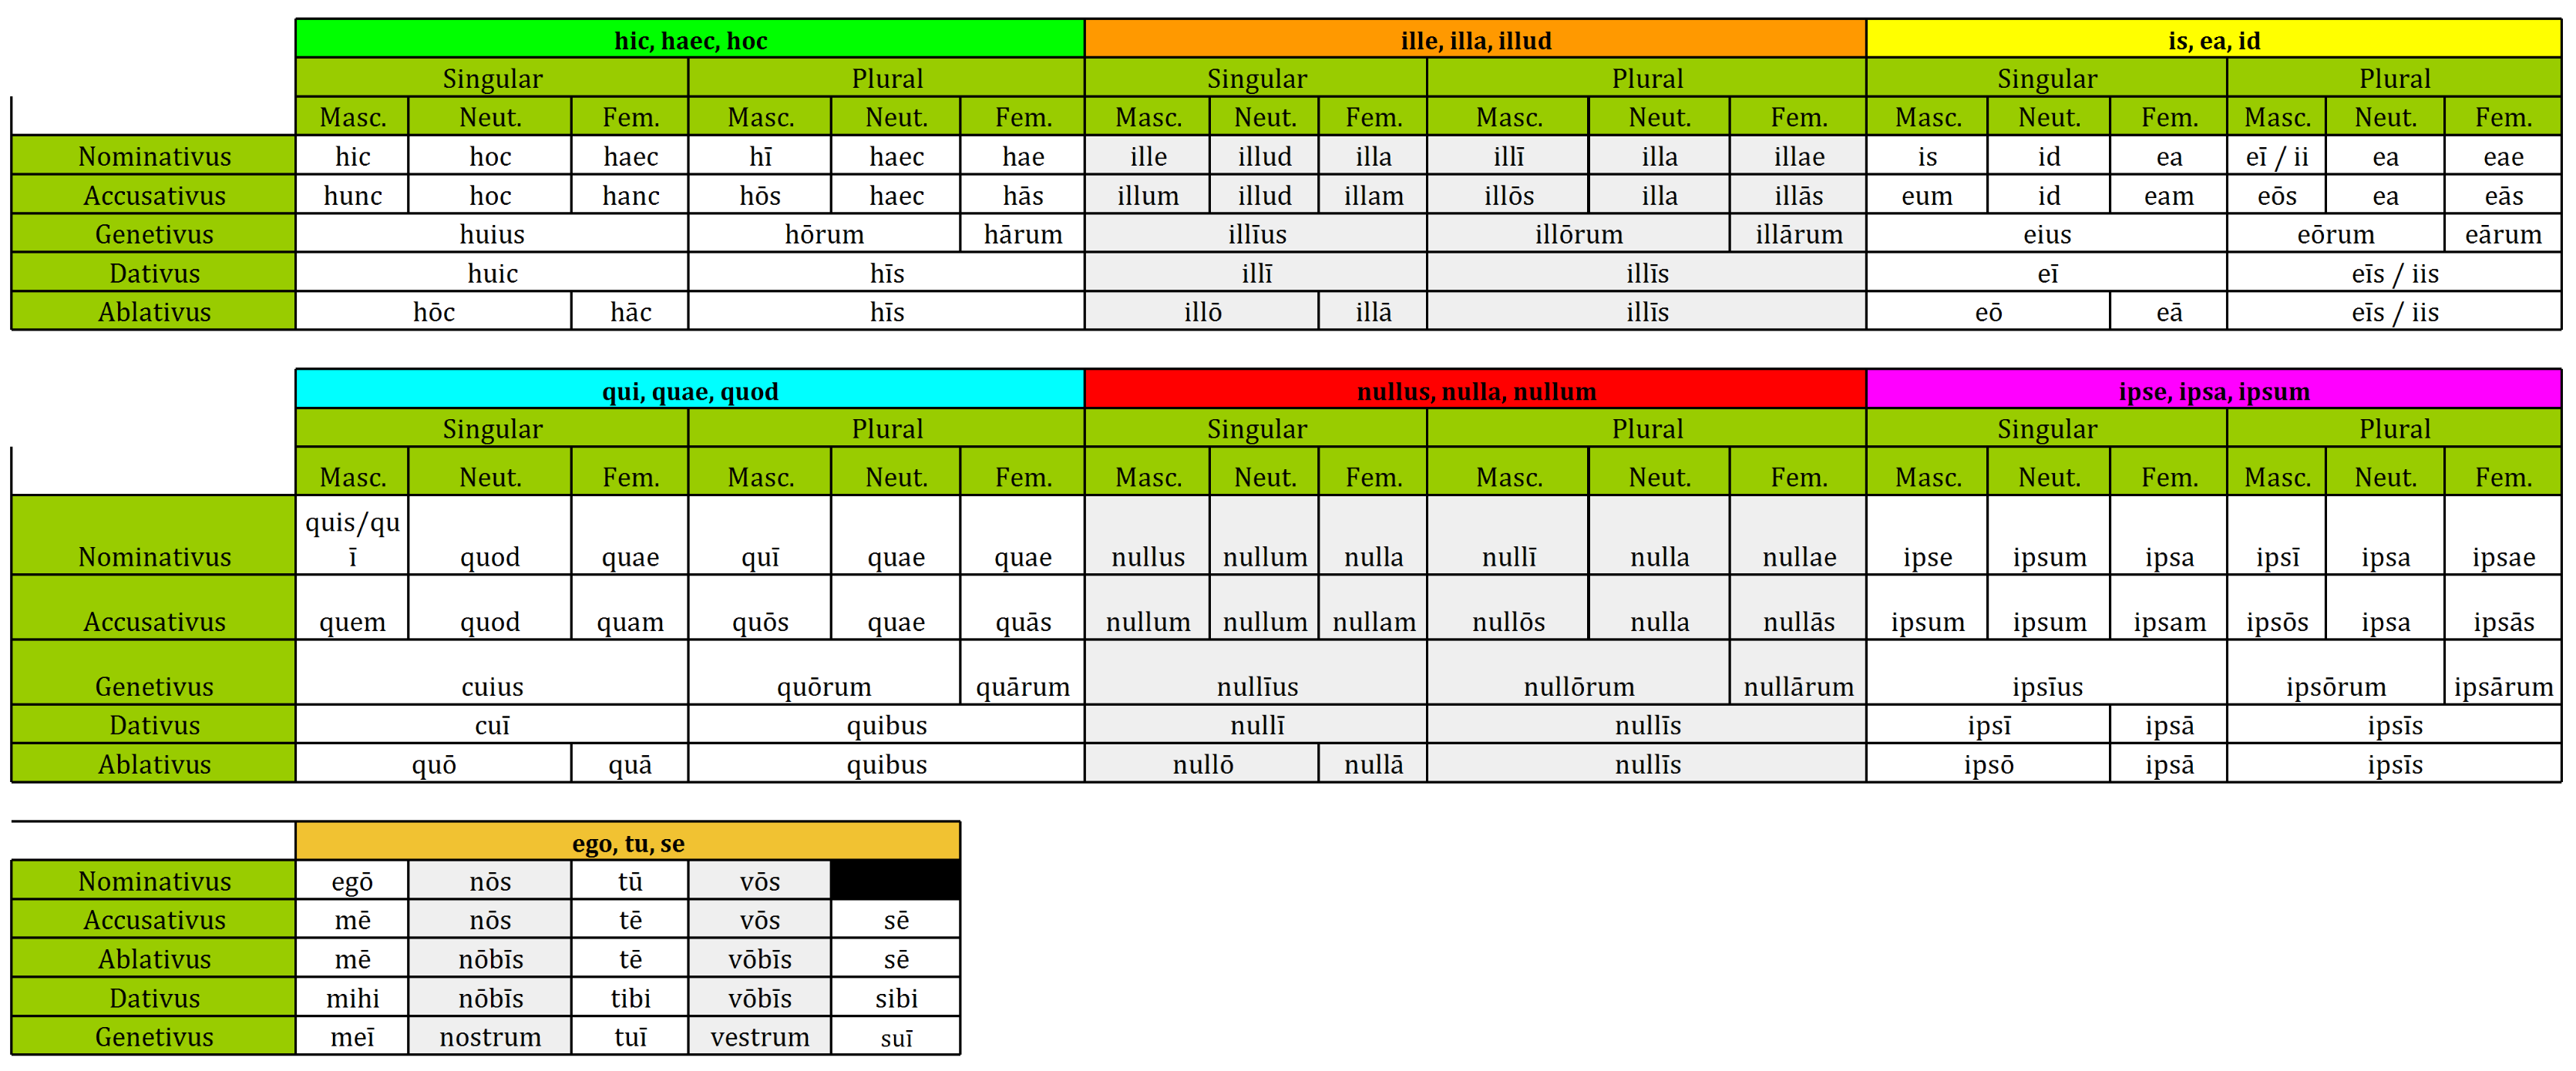 hic, haec, hoc ille, illa, illud is, ea, id
Singular Plural Singular Plural Singular Plural
Masc. Neut. Fem. Masc. Neut. Fem. Masc. Neut. Fem. Masc. Neut. Fem. Masc. Neut. Fem. Masc. Neut. Fem.
Nominativus hic hoc haec hī haec hae ille illud illa illī illa illae is id ea eī / ii ea eae
Accusativus hunc hoc hanc hōs haec hās illum illud illam illōs illa illās eum id eam eōs ea eās
Genetivus huius hōrum hārum illīus illōrum illārum eius eōrum eārum
Dativus huic hīs illī illīs eī eīs / iis
Ablativus hōc hāc hīs illō illā illīs eō eā eīs / iis
qui, quae, quod nullus, nulla, nullum ipse, ipsa, ipsum
Singular Plural Singular Plural Singular Plural
Masc. Neut. Fem. Masc. Neut. Fem. Masc. Neut. Fem. Masc. Neut. Fem. Masc. Neut. Fem. Masc. Neut. Fem.
quis/qu
Nominativus ī quod quae quī quae quae nullus nullum nulla nullī nulla nullae ipse ipsum ipsa ipsī ipsa ipsae
Accusativus quem quod quam quōs quae quās nullum nullum nullam nullōs nulla nullās ipsum ipsum ipsam ipsōs ipsa ipsās
Genetivus cuius quōrum quārum nullīus nullōrum nullārum ipsīus ipsōrum ipsārum
Dativus cuī quibus nullī nullīs ipsī ipsā ipsīs
Ablativus quō quā quibus nullō nullā nullīs ipsō ipsā ipsīs
ego, tu, se
Nominativus egō nōs tū vōs
Accusativus mē nōs tē vōs sē
Ablativus mē nōbīs tē vōbīs sē
Dativus mihi nōbīs tibi vōbīs sibi
Genetivus meī nostrum tuī vestrum suī